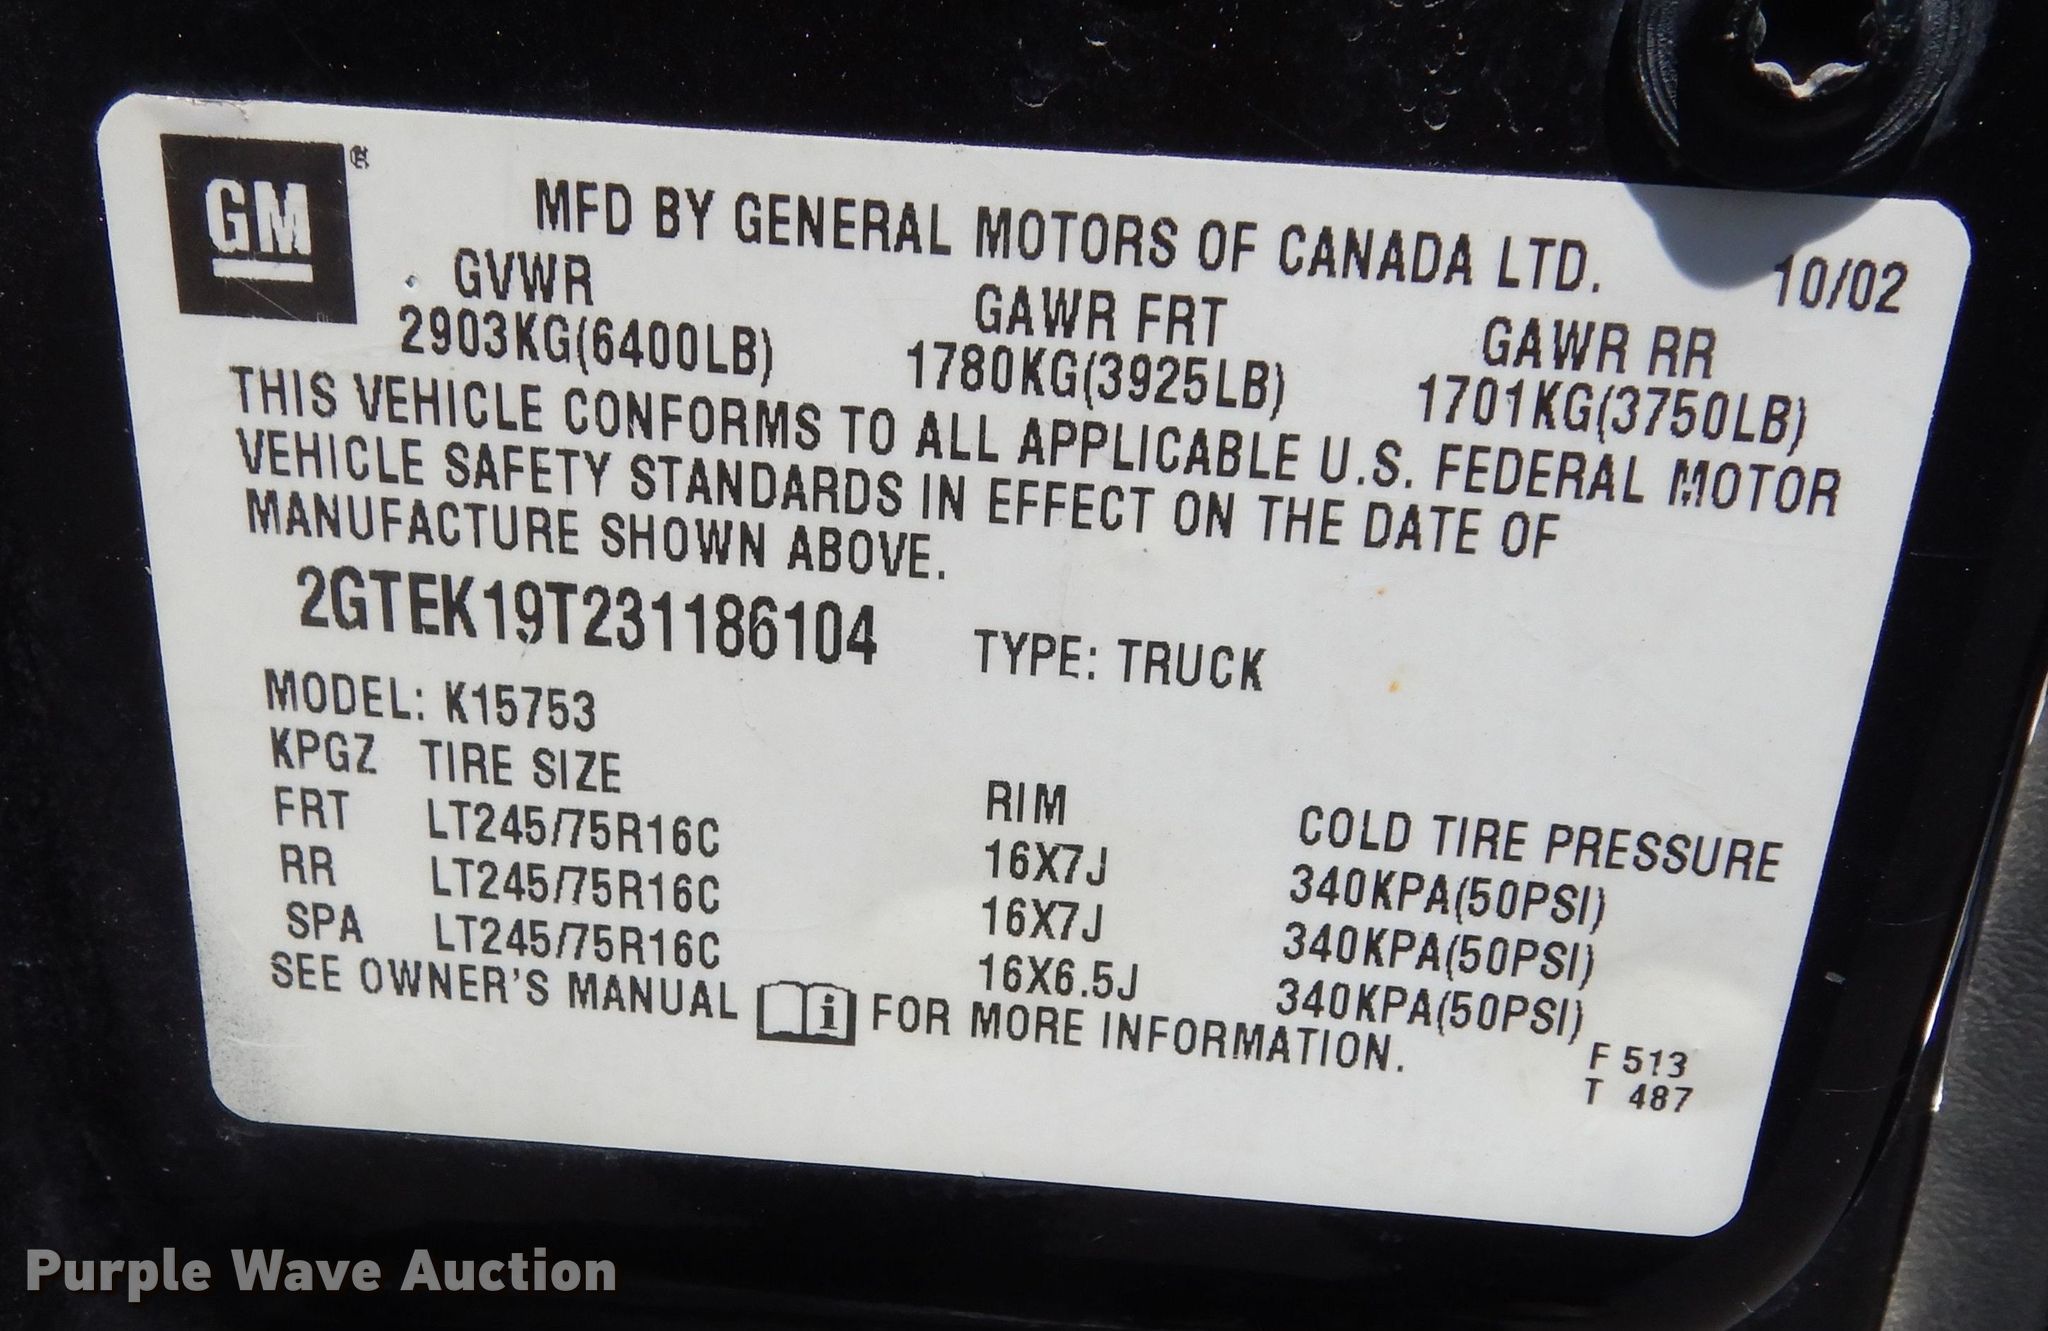 GM®
MFD BY GENERAL MOTORS OF CANADA LTD.
10/02
GVWR GAWR FRT GAWR RR
2903KG(6400LB) 1780KG(3925LB) 1701KG(3750LB)
THIS VEHICLE CONFORMS TO ALL APPLICABLE U.S. FEDERAL MOTOR
VEHICLE SAFETY STANDARDS IN EFFECT ON THE DATE OF
MANUFACTURE SHOWN ABOVE.
2GTEK19T231186104 TYPE: TRUCK
MODEL: K15753
KPGZ TIRE SIZE RIM COLD TIRE PRESSURE
FRT LT245/75R16C 16X7J 340KPA(50PSI)
RR LT245/75R16C 16X7J 340KPA(50PSI)
SPA LT245/75R16C 16X6.5J 340KPA(50PSI)
SEE OWNER'S MANUAL i FOR MORE INFORMATION.
F 513
T 487
Purple Wave Auction